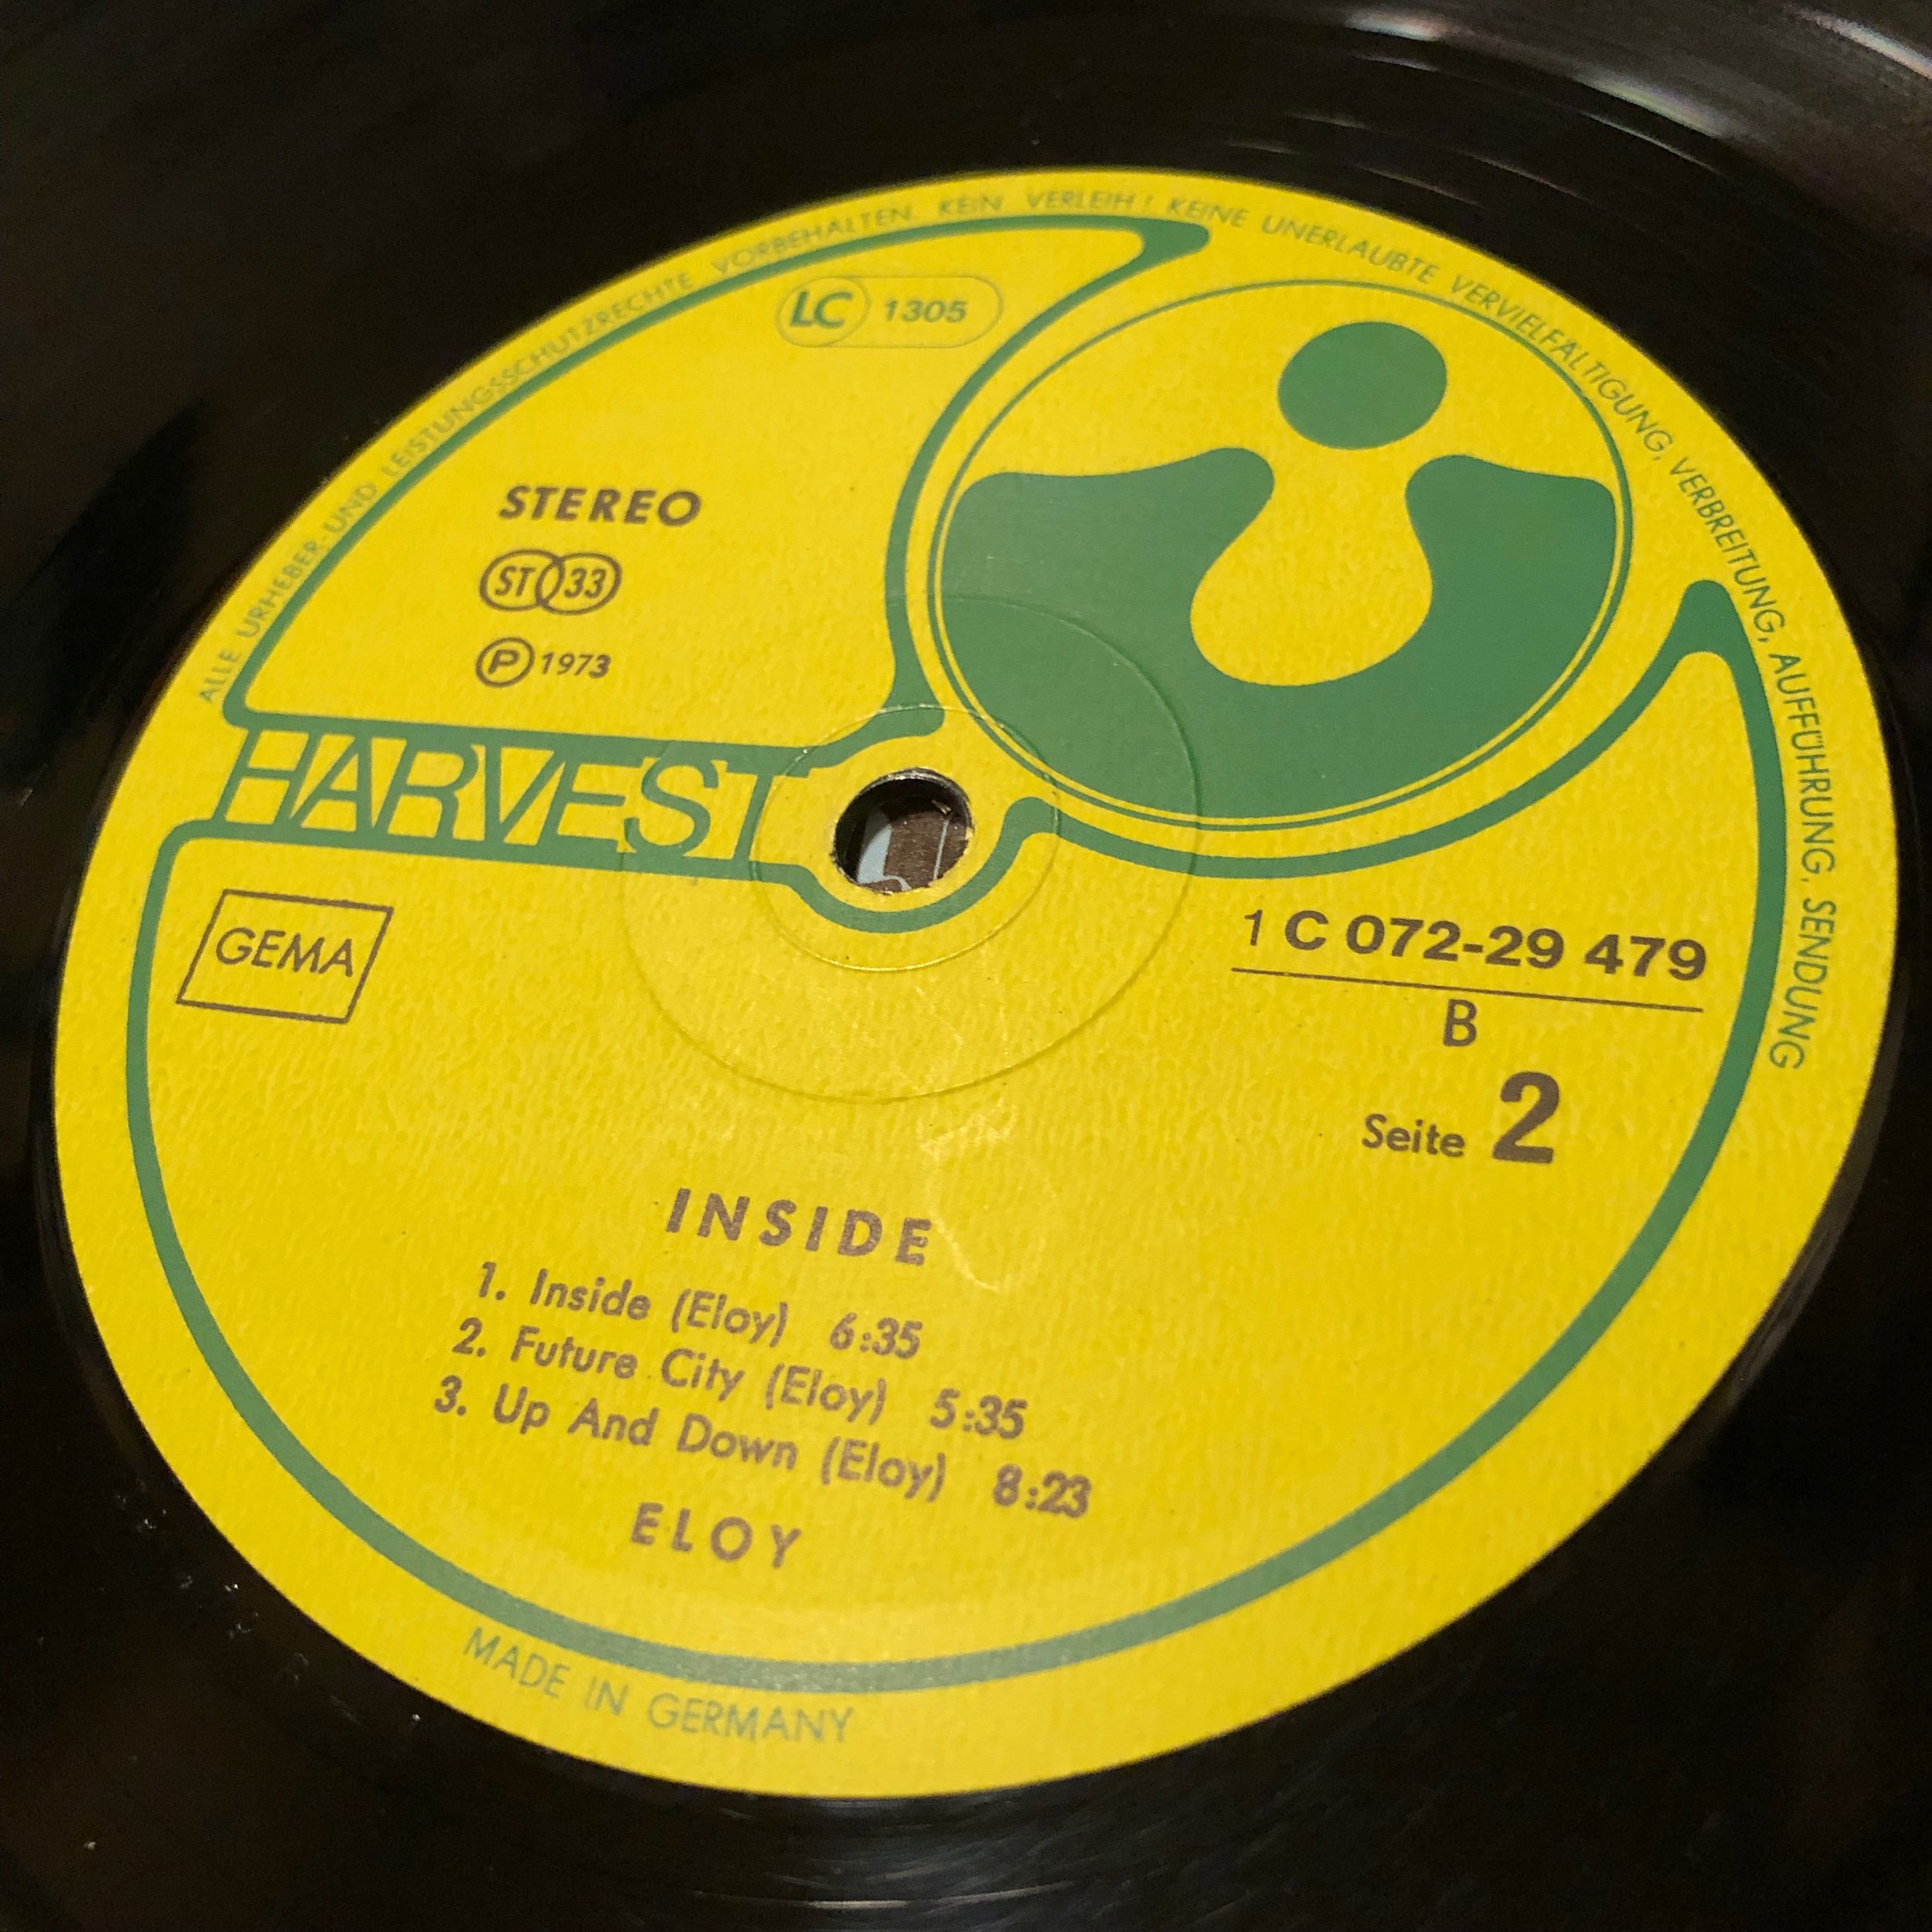 ALLE URHEBER- UND LEISTUNGSSCHUTZRECHTE VORBEHALTEN. KEIN VERLEIH! KEINE UNERLAUBTE VERVIELFÄLTIGUNG, VERBREITUNG, AUFFÜHRUNG, SENDUNG
LC 1305
STEREO
ST 33
P 1973
HARVEST
GEMA
1 C 072-29 479
B
Seite 2
INSIDE
1. Inside (Eloy) 6:35
2. Future City (Eloy) 5:35
3. Up And Down (Eloy) 8:23
ELOY
MADE IN GERMANY